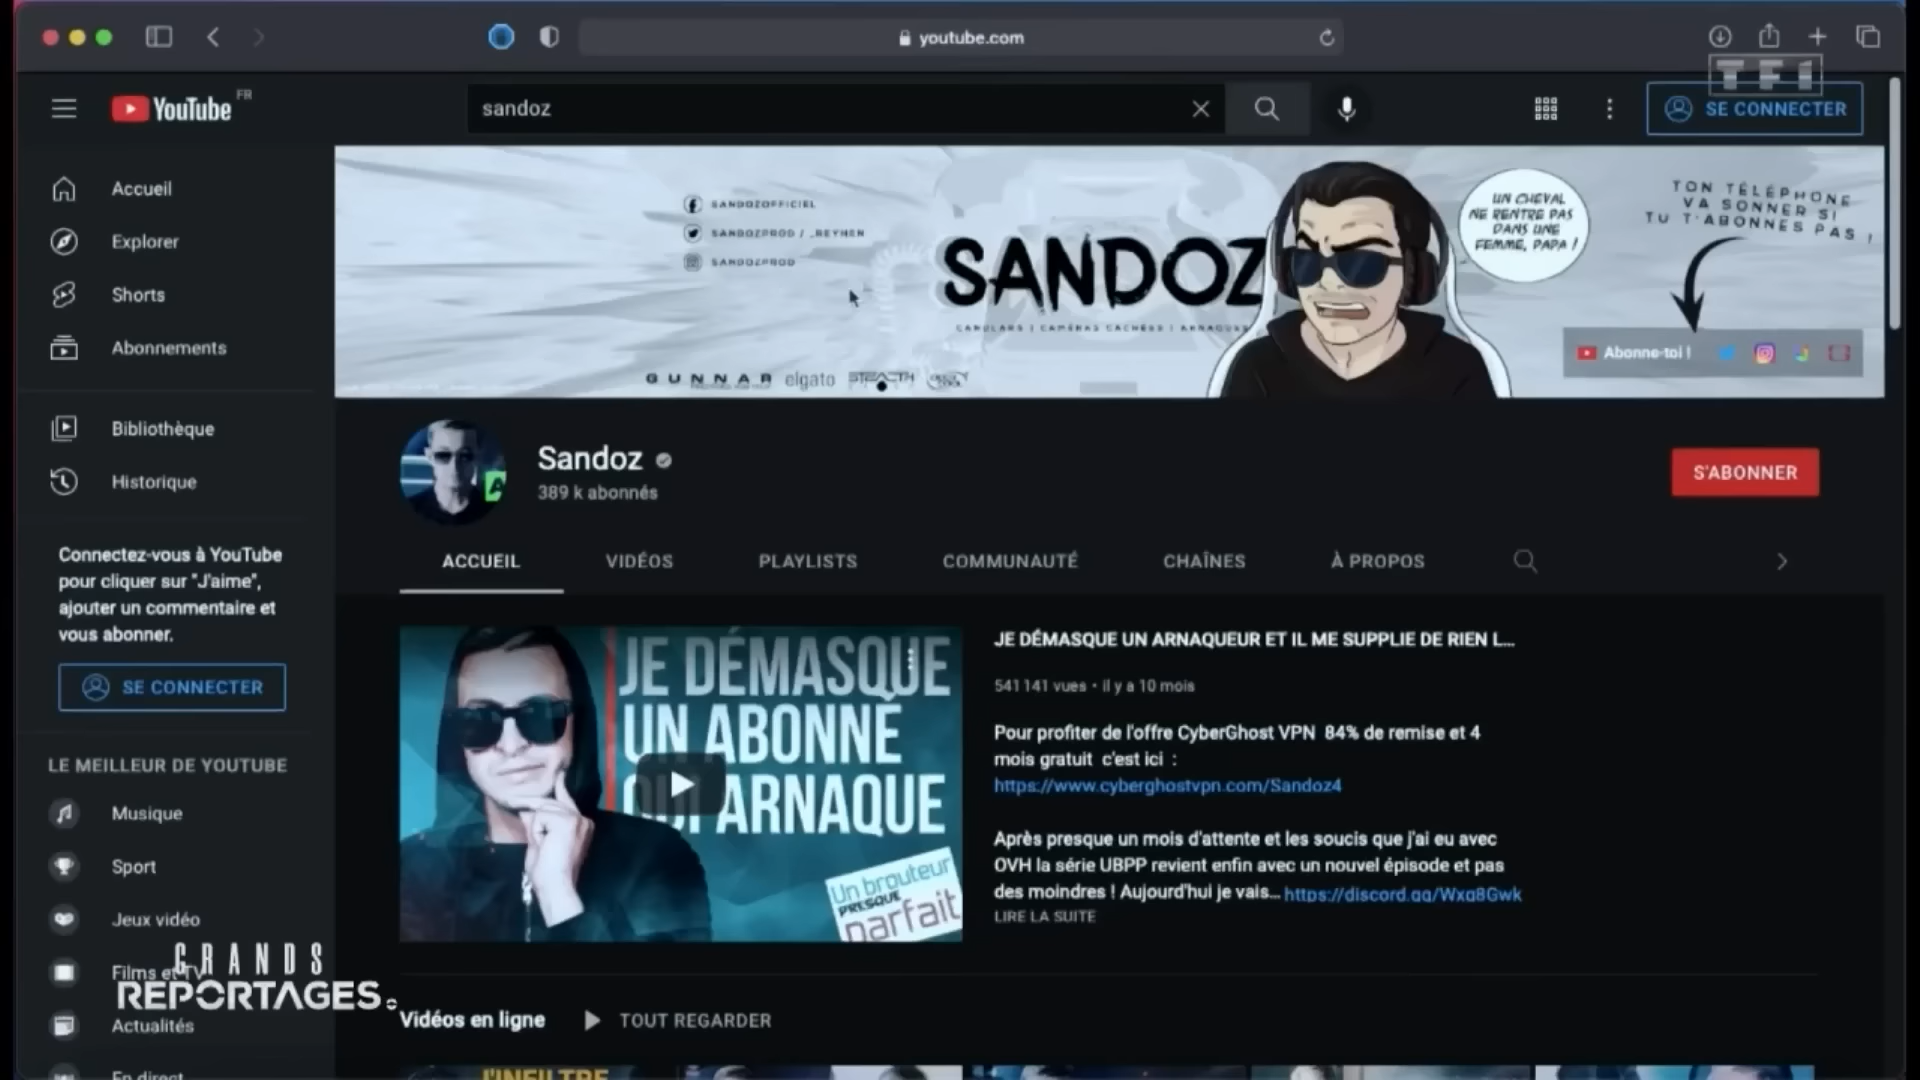 youtube.com
TF1
YouTube FR
sandoz
SE CONNECTER
Accueil
Explorer
Shorts
Abonnements
Bibliothèque
Historique
Connectez-vous à YouTube
pour cliquer sur "J'aime",
ajouter un commentaire et
vous abonner.
SE CONNECTER
LE MEILLEUR DE YOUTUBE
Musique
Sport
Jeux vidéo
Films et TV
Actualités
En direct
GRANDS
REPORTAGES.
SANDOZOFFICIEL
SANDOZPROD / _REYHEN
SANDOZPROD
SANDOZ
CANULARS | CAMÉRAS CACHÉES | ARNAQUES
GUNNAR elgato STEALTH
UN CHEVAL
NE RENTRE PAS
DANS UNE
FEMME, PAPA !
TON TÉLÉPHONE
VA SONNER SI
TU T'ABONNES PAS !
Abonne-toi !
Sandoz
389 k abonnés
S'ABONNER
ACCUEIL
VIDÉOS
PLAYLISTS
COMMUNAUTÉ
CHAÎNES
À PROPOS
JE DÉMASQUE
UN ABONNÉ
QUI ARNAQUE
Un brouteur
PRESQUE
parfait
JE DÉMASQUE UN ARNAQUEUR ET IL ME SUPPLIE DE RIEN L...
541 141 vues • il y a 10 mois
Pour profiter de l'offre CyberGhost VPN 84% de remise et 4
mois gratuit c'est ici :
https://www.cyberghostvpn.com/Sandoz4
Après presque un mois d'attente et les soucis que j'ai eu avec
OVH la série UBPP revient enfin avec un nouvel épisode et pas
des moindres ! Aujourd'hui je vais... https://discord.gg/Wxq8Gwk
LIRE LA SUITE
Vidéos en ligne
TOUT REGARDER
J'INFILTRE